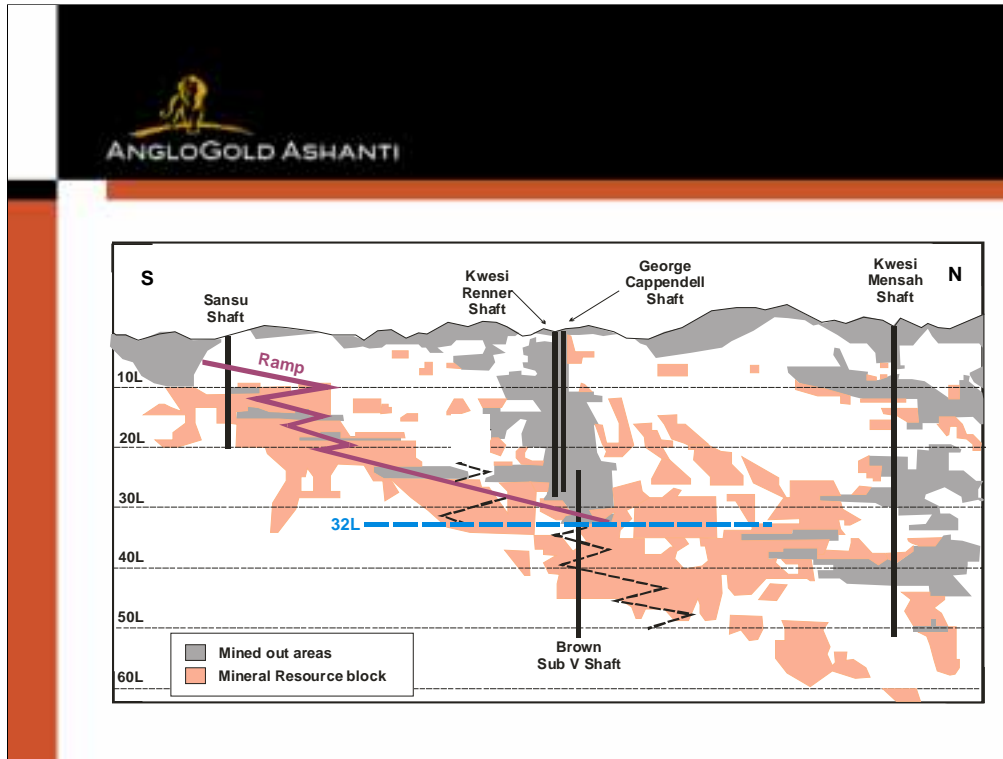 ANGLOGOLD ASHANTI
S
N
Sansu
Shaft
Kwesi
Renner
Shaft
George
Cappendell
Shaft
Kwesi
Mensah
Shaft
Ramp
10L
20L
30L
32L
40L
50L
60L
Brown
Sub V Shaft
Mined out areas
Mineral Resource block